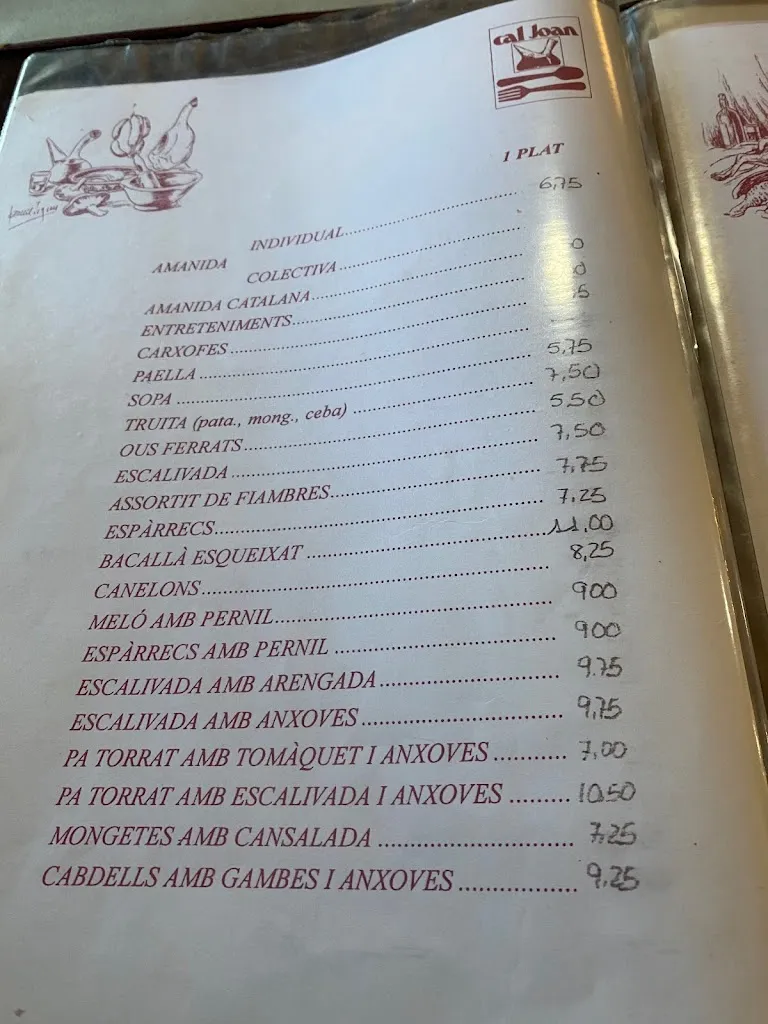 cal Joan
1 PLAT
AMANIDA INDIVIDUAL.................... 6,75
COLECTIVA....................
AMANIDA CATALANA....................
ENTRETENIMENTS....................
CARXOFES....................
PAELLA....................
SOPA.................... 5,75
TRUITA (pata., mong., ceba) .................... 7,50
OUS FERRATS.................... 5,50
ESCALIVADA.................... 7,50
ASSORTIT DE FIAMBRES.................... 7,75
ESPÀRRECS.................... 7,25
BACALLÀ ESQUEIXAT .................... 11,00
CANELONS.................... 8,25
MELÓ AMB PERNIL.................... 900
ESPÀRRECS AMB PERNIL .................... 900
ESCALIVADA AMB ARENGADA.................... 9.75
ESCALIVADA AMB ANXOVES.................... 9,75
PA TORRAT AMB TOMÀQUET I ANXOVES ........... 7,00
PA TORRAT AMB ESCALIVADA I ANXOVES ......... 10,50
MONGETES AMB CANSALADA .................... 7,25
CABDELLS AMB GAMBES I ANXOVES .................. 9,25